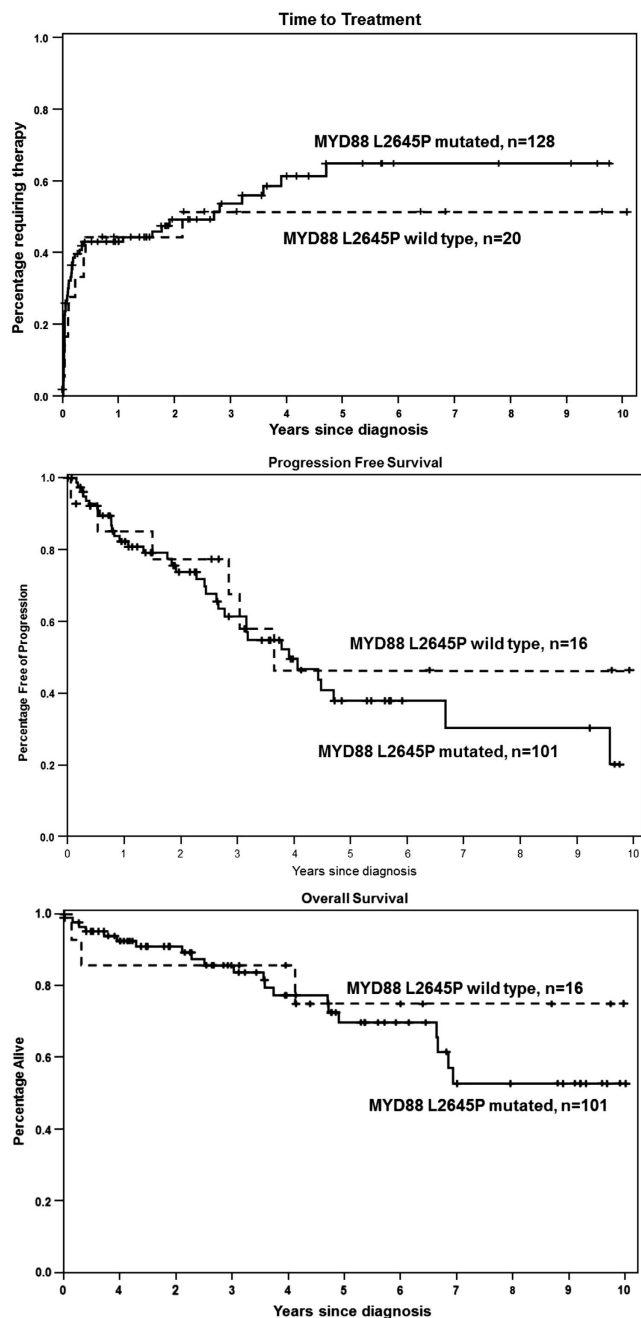 Time to Treatment
1.0
0.8
0.6
0.4
0.2
0.0
Percentage requiring therapy
MYD88 L2645P mutated, n=128
MYD88 L2645P wild type, n=20
0 1 2 3 4 5 6 7 8 9 10
Years since diagnosis
Progression Free Survival
1.0
0.8
0.6
0.4
0.2
0.0
Percentage Free of Progression
MYD88 L2645P wild type, n=16
MYD88 L2645P mutated, n=101
0 1 2 3 4 5 6 7 8 9 10
Years since diagnosis
Overall Survival
1.0
0.8
0.6
0.4
0.2
0.0
Percentage Alive
MYD88 L2645P wild type, n=16
MYD88 L2645P mutated, n=101
0 4 2 3 4 5 6 7 8 9 10
Years since diagnosis